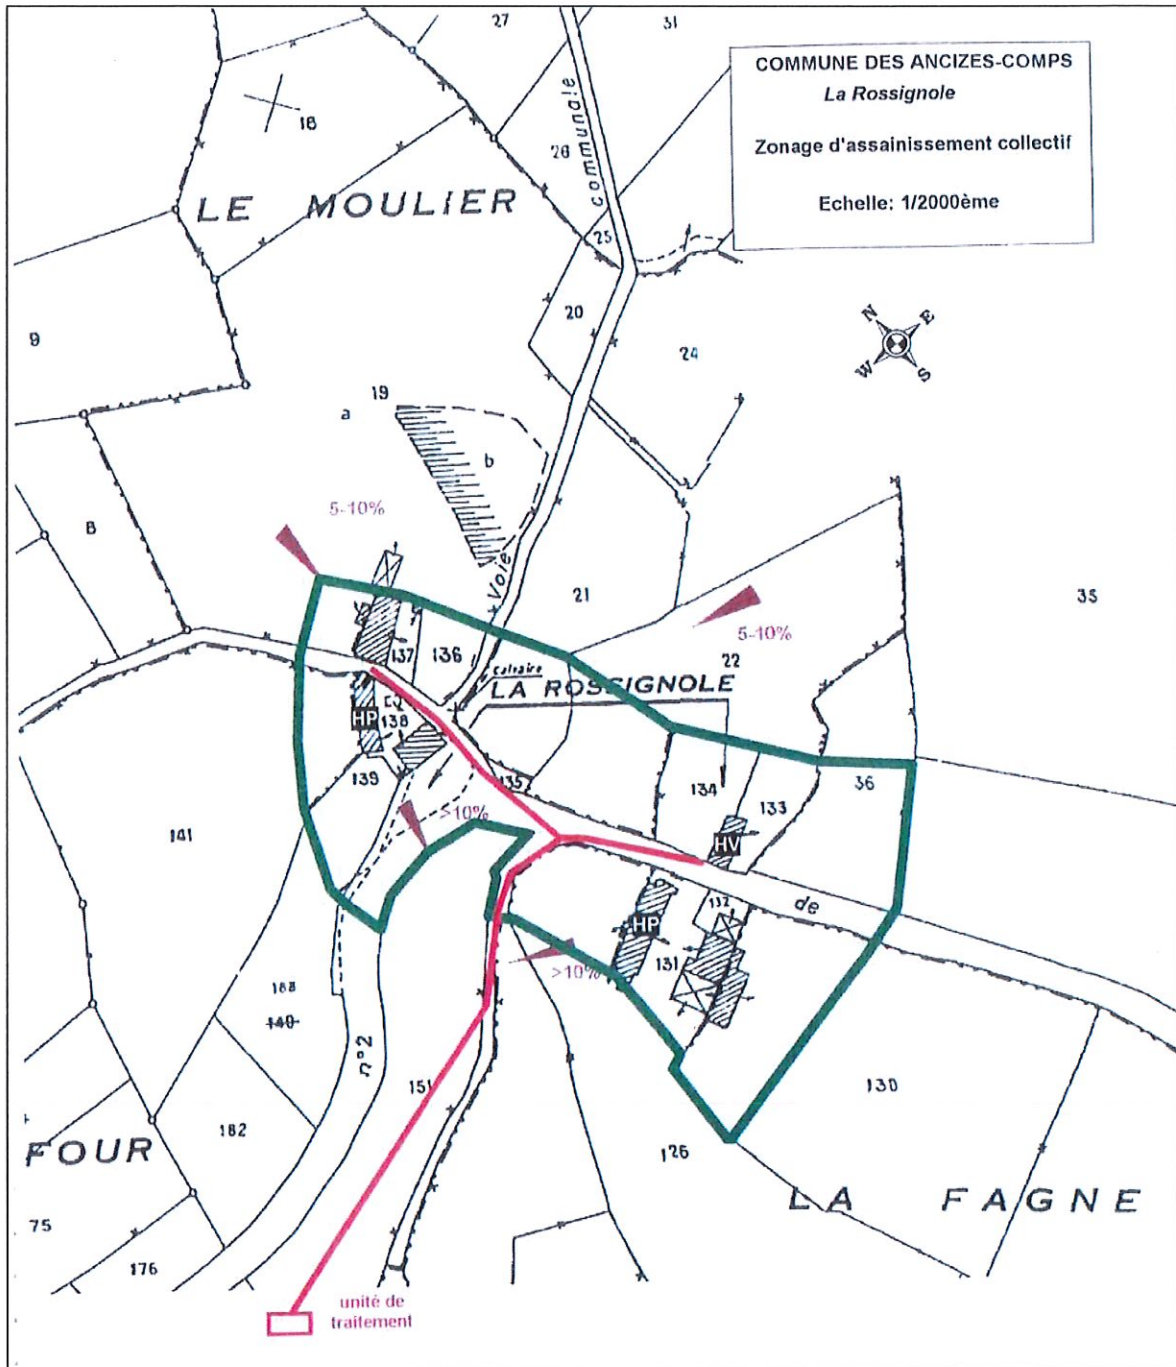 27
31
COMMUNE DES ANCIZES-COMPS
La Rossignole
Zonage d'assainissement collectif
Echelle: 1/2000ème
18
26
communale
LE MOULIER
25
20
24
N
E
W
S
9
19
a
b
8
5-10%
Voie
21
35
5-10%
22
137
136
calvaire
LA ROSSIGNOLE
HP
138
139
135
134
133
36
141
>10%
HV
132
de
HP
131
>10%
188
140
n°2
151
130
182
FOUR
126
LA FAGNE
75
176
unité de
traitement